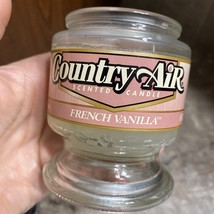 Country Air
SCENTED CANDLE
FRENCH VANILLA™